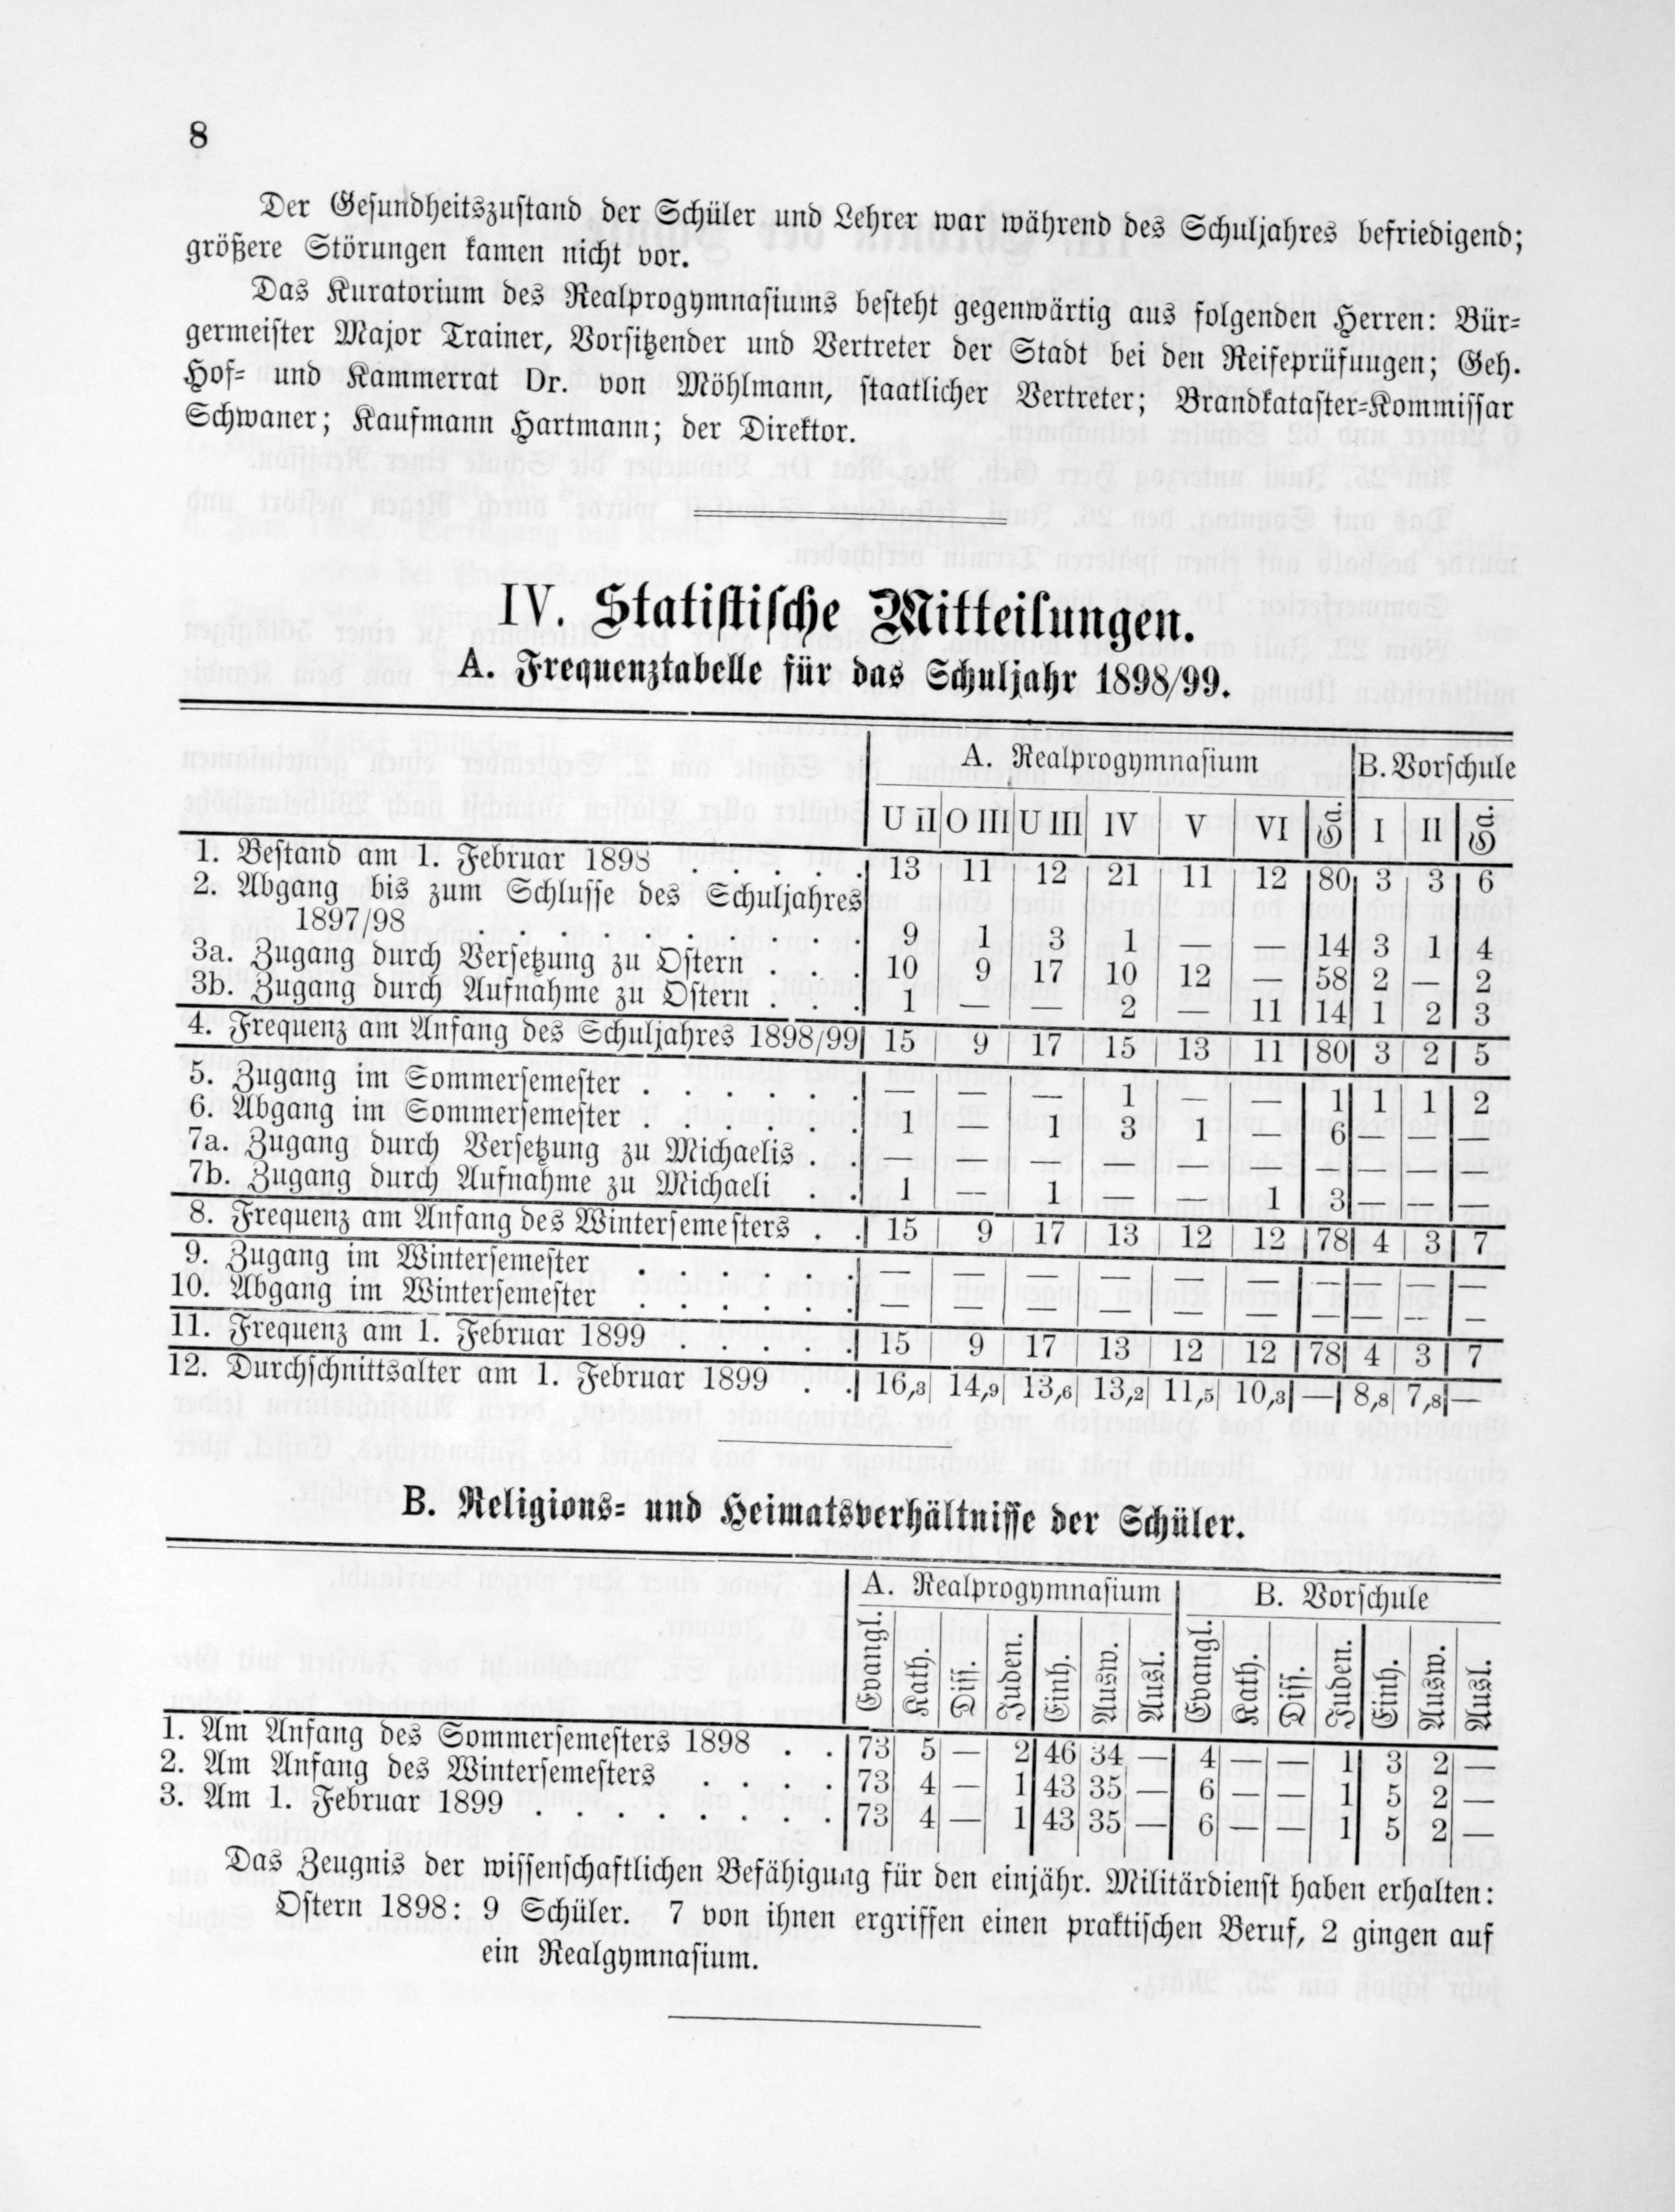 8
Der Gesundheitszustand der Schüler und Lehrer war während des Schuljahres befriedigend;
größere Störungen kamen nicht vor.
Das Kuratorium des Realprogymnasiums besteht gegenwärtig aus folgenden Herren: Bür-
germeister Major Trainer, Vorsitzender und Vertreter der Stadt bei den Reifeprüfungen; Geh.
Hof- und Kammerrat Dr. von Möhlmann, staatlicher Vertreter; Brandkataster-Kommissar
Schwaner; Kaufmann Hartmann; der Direktor.
IV. Statistische Mitteilungen.
A. Frequenztabelle für das Schuljahr 1898/99.
A. Realprogymnasium B. Vorschule
U II O III U III IV V VI Sa. I II Sa.
1. Bestand am 1. Februar 1898 . . . . . 13 11 12 21 11 12 80 3 3 6
2. Abgang bis zum Schlusse des Schuljahres
1897/98 . . . . . . . . 9 1 3 1 — — 14 3 1 4
3a. Zugang durch Versetzung zu Ostern . . . 10 9 17 10 12 — 58 2 — 2
3b. Zugang durch Aufnahme zu Ostern . . . 1 — — 2 — 11 14 1 2 3
4. Frequenz am Anfang des Schuljahres 1898/99 15 9 17 15 13 11 80 3 2 5
5. Zugang im Sommersemester . . . . . . — — — 1 — — 1 1 1 2
6. Abgang im Sommersemester . . . . . . 1 — 1 3 1 — 6 — — —
7a. Zugang durch Versetzung zu Michaelis . . — — — — — — — — — —
7b. Zugang durch Aufnahme zu Michaeli . . 1 — 1 — — 1 3 — — —
8. Frequenz am Anfang des Wintersemesters . . 15 9 17 13 12 12 78 4 3 7
9. Zugang im Wintersemester . . . . . . — — — — — — — — — —
10. Abgang im Wintersemester . . . . . . — — — — — — — — — —
11. Frequenz am 1. Februar 1899 . . . . . 15 9 17 13 12 12 78 4 3 7
12. Durchschnittsalter am 1. Februar 1899 . . 16,3 14,9 13,6 13,2 11,5 10,3 — 8,8 7,8 —
B. Religions- und Heimatsverhältnisse der Schüler.
A. Realprogymnasium B. Vorschule
Evangl. Kath. Diss. Juden. Einh. Ausw. Ausl. Evangl. Kath. Diss. Juden. Einh. Ausw. Ausl.
1. Am Anfang des Sommersemesters 1898 . . 73 5 — 2 46 34 — 4 — — 1 3 2 —
2. Am Anfang des Wintersemesters . . . . 73 4 — 1 43 35 — 6 — — 1 5 2 —
3. Am 1. Februar 1899 . . . . . . . 73 4 — 1 43 35 — 6 — — 1 5 2 —
Das Zeugnis der wissenschaftlichen Befähigung für den einjähr. Militärdienst haben erhalten:
Ostern 1898: 9 Schüler. 7 von ihnen ergriffen einen praktischen Beruf, 2 gingen auf
ein Realgymnasium.